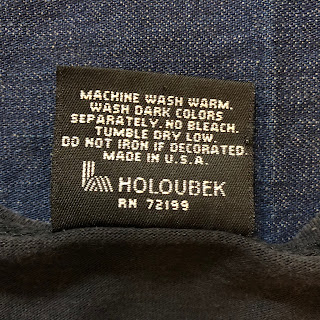 MACHINE WASH WARM.
WASH DARK COLORS
SEPARATELY. NO BLEACH.
TUMBLE DRY LOW.
DO NOT IRON IF DECORATED.
MADE IN U.S.A.
HOLOUBEK
RN 72199